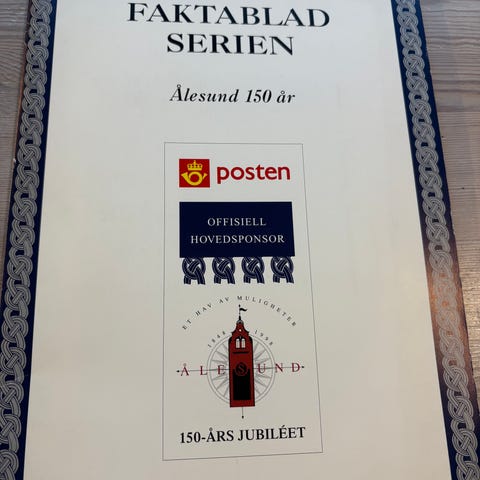 FAKTABLAD
SERIEN
Ålesund 150 år
posten
OFFISIELL
HOVEDSPONSOR
ET HAV AV MULIGHETER
1848 1998
ÅLESUND
150-ÅRS JUBILÉET